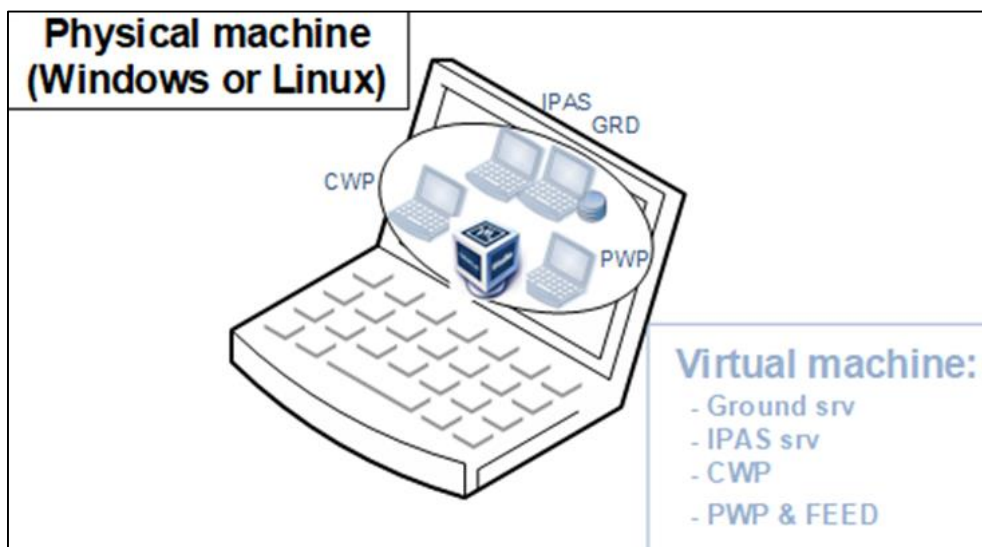 Physical machine
(Windows or Linux)
IPAS
GRD
CWP
PWP
Virtual machine:
- Ground srv
- IPAS srv
- CWP
- PWP & FEED